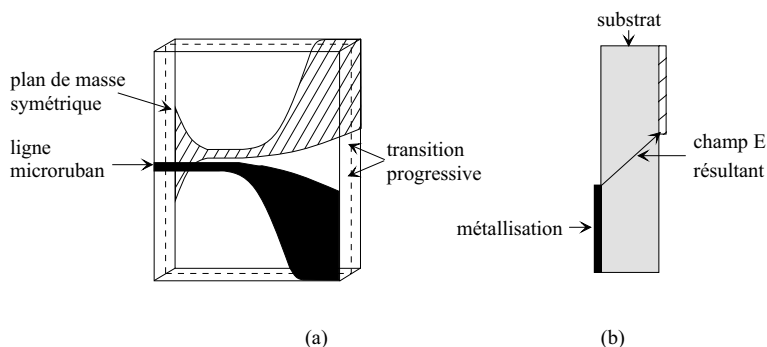 plan de masse
symétrique
ligne
microruban
transition
progressive
(a)
substrat
champ E
résultant
métallisation
(b)